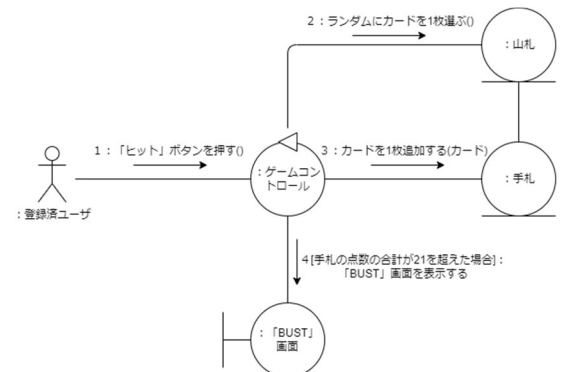 2：ランダムにカードを1枚選ぶ()
：山札
1：「ヒット」ボタンを押す()
3：カードを1枚追加する(カード)
：ゲームコン
トロール
：手札
：登録済ユーザ
4[手札の点数の合計が21を超えた場合]：
「BUST」画面を表示する
：「BUST」
画面